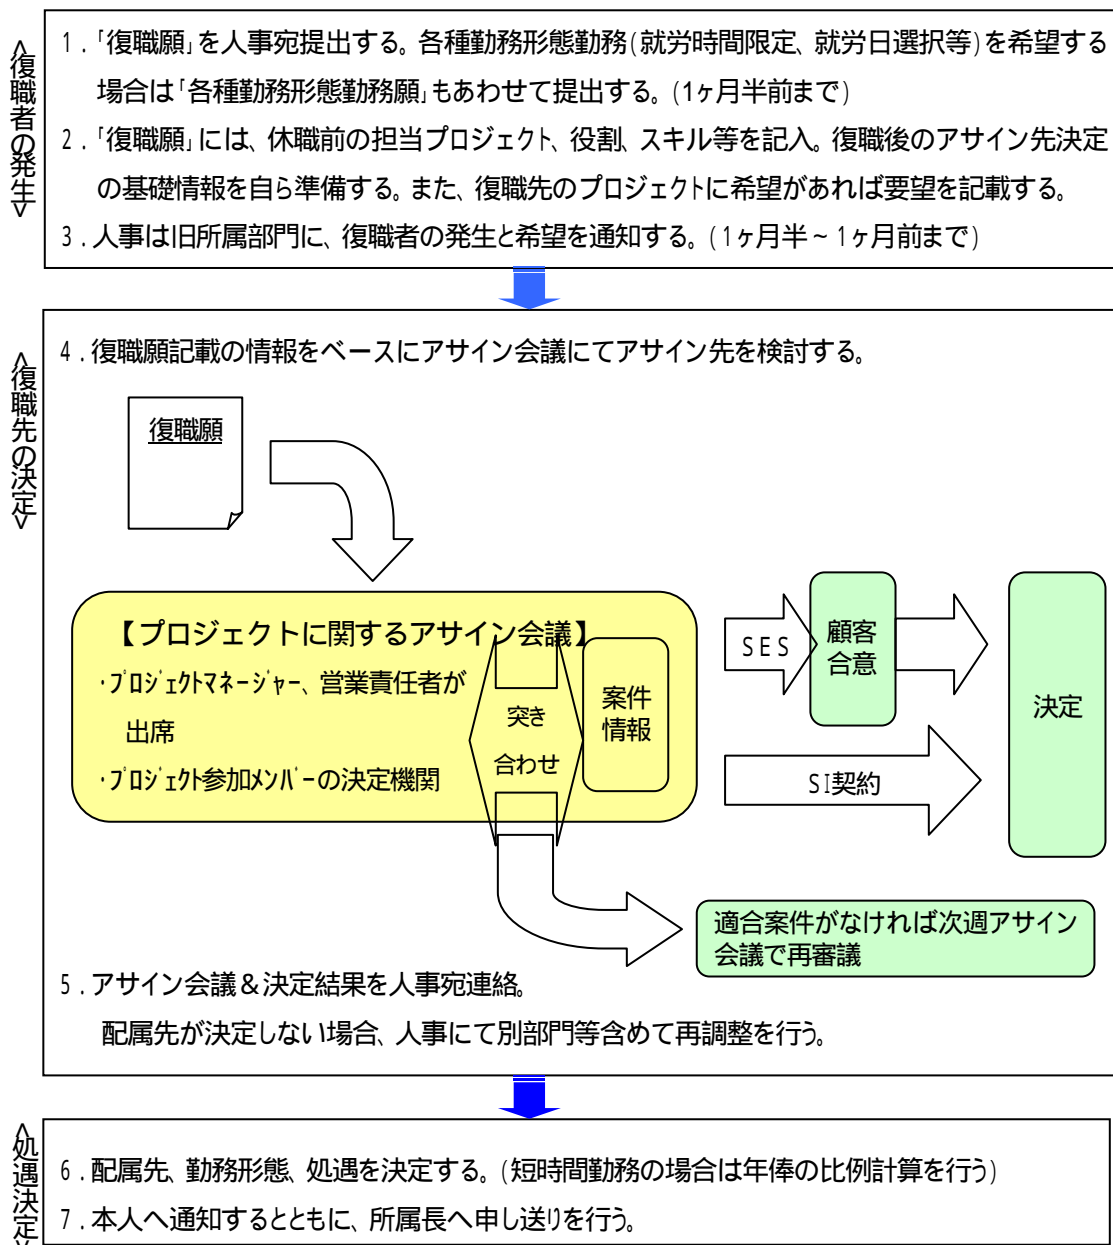 <復職者の発生>
1．「復職願」を人事宛提出する。各種勤務形態勤務(就労時間限定、就労日選択等)を希望する
場合は「各種勤務形態勤務願」もあわせて提出する。(1ヶ月半前まで)
2．「復職願」には、休職前の担当プロジェクト、役割、スキル等を記入。復職後のアサイン先決定
の基礎情報を自ら準備する。また、復職先のプロジェクトに希望があれば要望を記載する。
3．人事は旧所属部門に、復職者の発生と希望を通知する。(1ヶ月半～1ヶ月前まで)
<復職先の決定>
4．復職願記載の情報をベースにアサイン会議にてアサイン先を検討する。
復職願
【プロジェクトに関するアサイン会議】
・ﾌﾟﾛｼﾞｪｸﾄﾏﾈｰｼﾞｬｰ、営業責任者が
出席
・ﾌﾟﾛｼﾞｪｸﾄ参加ﾒﾝﾊﾞｰの決定機関
突き
合わせ
案件
情報
SES
顧客
合意
SI契約
決定
適合案件がなければ次週アサイン
会議で再審議
5．アサイン会議＆決定結果を人事宛連絡。
配属先が決定しない場合、人事にて別部門等含めて再調整を行う。
<処遇決定>
6．配属先、勤務形態、処遇を決定する。(短時間勤務の場合は年俸の比例計算を行う)
7．本人へ通知するとともに、所属長へ申し送りを行う。